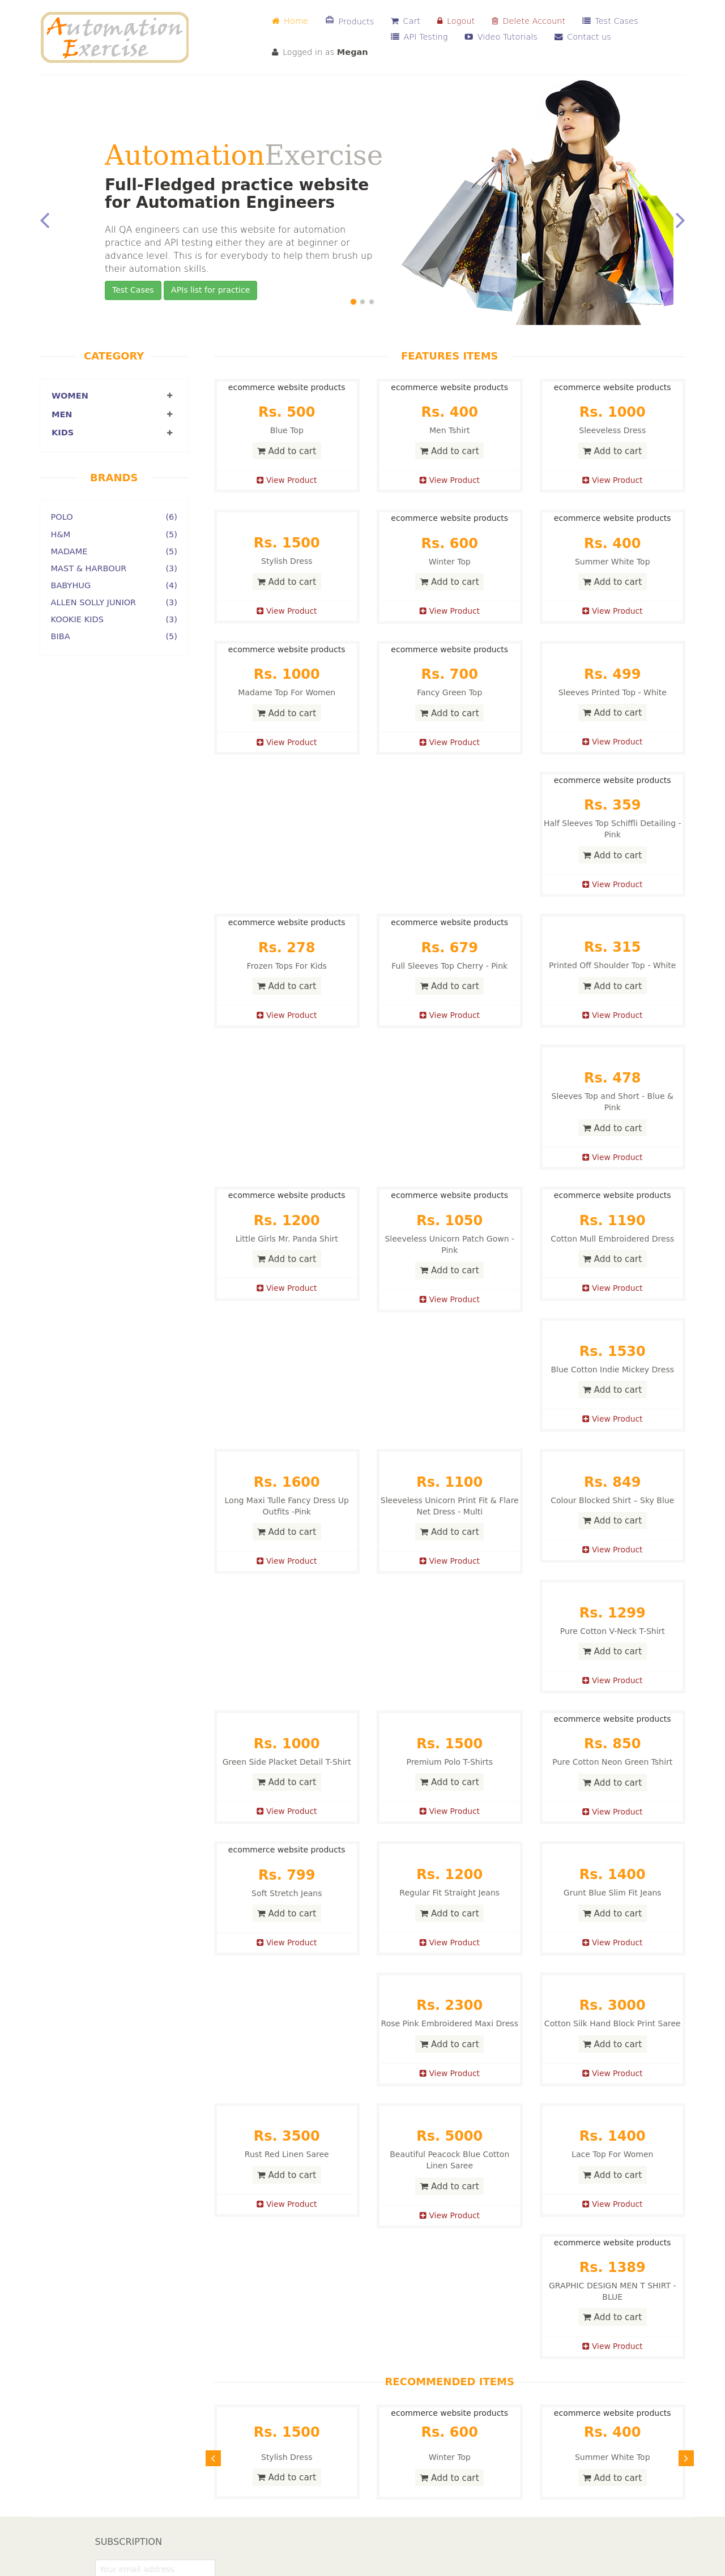 Automation
Exercise
Home
Products
Cart
Logout
Delete Account
Test Cases
API Testing
Video Tutorials
Contact us
Logged in as Megan
AutomationExercise
Full-Fledged practice website
for Automation Engineers
All QA engineers can use this website for automation
practice and API testing either they are at beginner or
advance level. This is for everybody to help them brush up
their automation skills.
Test Cases
APIs list for practice
CATEGORY
WOMEN
MEN
KIDS
BRANDS
POLO (6)
H&M (5)
MADAME (5)
MAST & HARBOUR (3)
BABYHUG (4)
ALLEN SOLLY JUNIOR (3)
KOOKIE KIDS (3)
BIBA (5)
FEATURES ITEMS
ecommerce website products
Rs. 500
Blue Top
Add to cart
View Product
ecommerce website products
Rs. 400
Men Tshirt
Add to cart
View Product
ecommerce website products
Rs. 1000
Sleeveless Dress
Add to cart
View Product
Rs. 1500
Stylish Dress
Add to cart
View Product
ecommerce website products
Rs. 600
Winter Top
Add to cart
View Product
ecommerce website products
Rs. 400
Summer White Top
Add to cart
View Product
ecommerce website products
Rs. 1000
Madame Top For Women
Add to cart
View Product
ecommerce website products
Rs. 700
Fancy Green Top
Add to cart
View Product
Rs. 499
Sleeves Printed Top - White
Add to cart
View Product
ecommerce website products
Rs. 359
Half Sleeves Top Schiffli Detailing -
Pink
Add to cart
View Product
ecommerce website products
Rs. 278
Frozen Tops For Kids
Add to cart
View Product
ecommerce website products
Rs. 679
Full Sleeves Top Cherry - Pink
Add to cart
View Product
Rs. 315
Printed Off Shoulder Top - White
Add to cart
View Product
Rs. 478
Sleeves Top and Short - Blue &
Pink
Add to cart
View Product
ecommerce website products
Rs. 1200
Little Girls Mr. Panda Shirt
Add to cart
View Product
ecommerce website products
Rs. 1050
Sleeveless Unicorn Patch Gown -
Pink
Add to cart
View Product
ecommerce website products
Rs. 1190
Cotton Mull Embroidered Dress
Add to cart
View Product
Rs. 1530
Blue Cotton Indie Mickey Dress
Add to cart
View Product
Rs. 1600
Long Maxi Tulle Fancy Dress Up
Outfits -Pink
Add to cart
View Product
Rs. 1100
Sleeveless Unicorn Print Fit & Flare
Net Dress - Multi
Add to cart
View Product
Rs. 849
Colour Blocked Shirt – Sky Blue
Add to cart
View Product
Rs. 1299
Pure Cotton V-Neck T-Shirt
Add to cart
View Product
Rs. 1000
Green Side Placket Detail T-Shirt
Add to cart
View Product
Rs. 1500
Premium Polo T-Shirts
Add to cart
View Product
ecommerce website products
Rs. 850
Pure Cotton Neon Green Tshirt
Add to cart
View Product
ecommerce website products
Rs. 799
Soft Stretch Jeans
Add to cart
View Product
Rs. 1200
Regular Fit Straight Jeans
Add to cart
View Product
Rs. 1400
Grunt Blue Slim Fit Jeans
Add to cart
View Product
Rs. 2300
Rose Pink Embroidered Maxi Dress
Add to cart
View Product
Rs. 3000
Cotton Silk Hand Block Print Saree
Add to cart
View Product
Rs. 3500
Rust Red Linen Saree
Add to cart
View Product
Rs. 5000
Beautiful Peacock Blue Cotton
Linen Saree
Add to cart
View Product
Rs. 1400
Lace Top For Women
Add to cart
View Product
ecommerce website products
Rs. 1389
GRAPHIC DESIGN MEN T SHIRT -
BLUE
Add to cart
View Product
RECOMMENDED ITEMS
Rs. 1500
Stylish Dress
Add to cart
ecommerce website products
Rs. 600
Winter Top
Add to cart
ecommerce website products
Rs. 400
Summer White Top
Add to cart
SUBSCRIPTION
Your email address